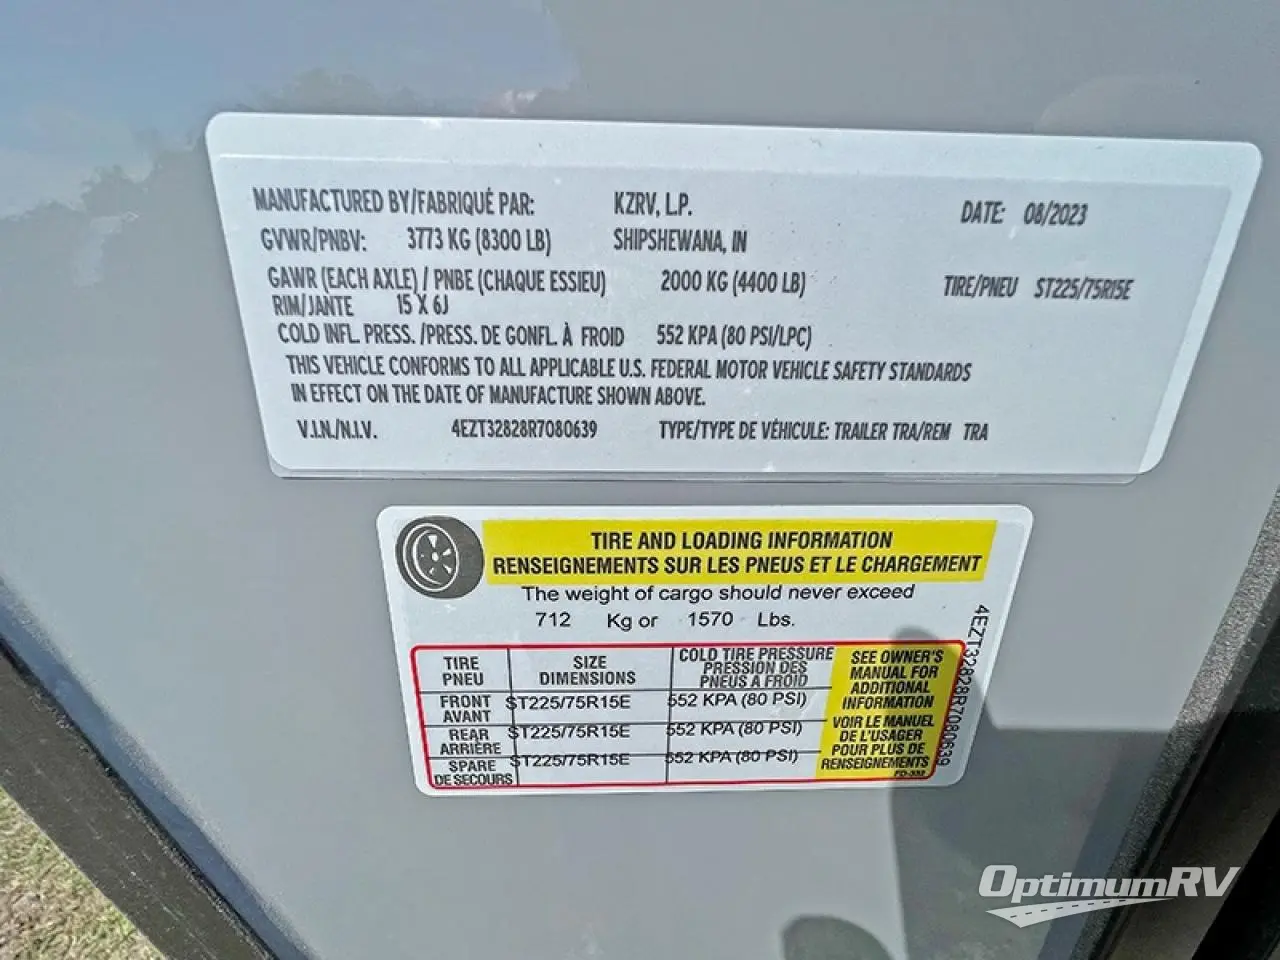 MANUFACTURED BY/FABRIQUÉ PAR: KZRV, L.P. DATE: 08/2023
GVWR/PNBV: 3773 KG (8300 LB) SHIPSHEWANA, IN
GAWR (EACH AXLE) / PNBE (CHAQUE ESSIEU) 2000 KG (4400 LB) TIRE/PNEU ST225/75R15E
RIM/JANTE 15 X 6J
COLD INFL. PRESS. /PRESS. DE GONFL. À FROID 552 KPA (80 PSI/LPC)
THIS VEHICLE CONFORMS TO ALL APPLICABLE U.S. FEDERAL MOTOR VEHICLE SAFETY STANDARDS
IN EFFECT ON THE DATE OF MANUFACTURE SHOWN ABOVE.
V.I.N./N.I.V. 4EZT32828R7080639 TYPE/TYPE DE VÉHICULE: TRAILER TRA/REM TRA
TIRE AND LOADING INFORMATION
RENSEIGNEMENTS SUR LES PNEUS ET LE CHARGEMENT
The weight of cargo should never exceed
712 Kg or 1570 Lbs.
TIRE
PNEU
SIZE
DIMENSIONS
COLD TIRE PRESSURE
PRESSION DES
PNEUS À FROID
FRONT
AVANT
ST225/75R15E
552 KPA (80 PSI)
REAR
ARRIÈRE
ST225/75R15E
552 KPA (80 PSI)
SPARE
DE SECOURS
ST225/75R15E
552 KPA (80 PSI)
SEE OWNER'S
MANUAL FOR
ADDITIONAL
INFORMATION
VOIR LE MANUEL
DE L'USAGER
POUR PLUS DE
RENSEIGNEMENTS
4EZT32828R7080639
OptimumRV